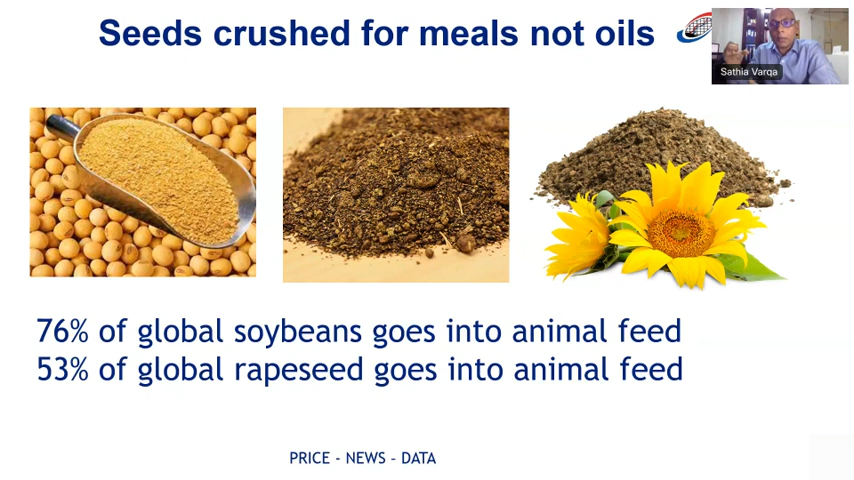 Seeds crushed for meals not oils
Sathia Varqa
76% of global soybeans goes into animal feed
53% of global rapeseed goes into animal feed
PRICE - NEWS - DATA